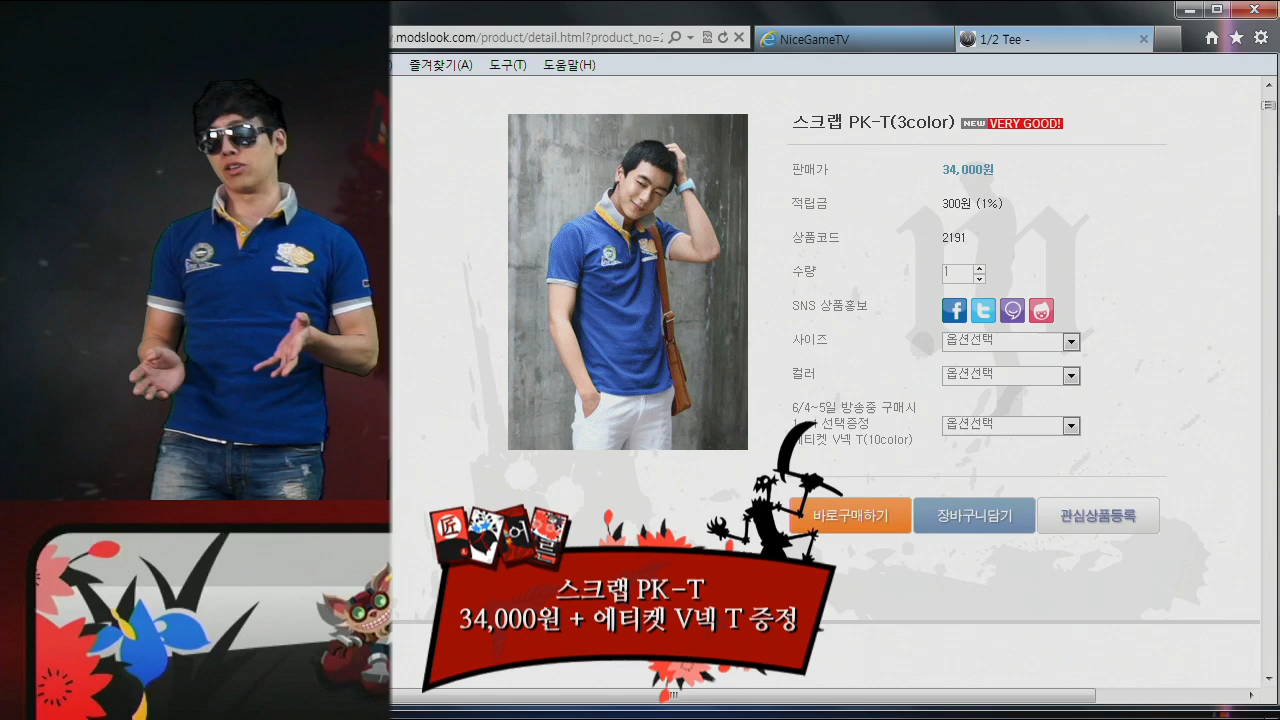 .modslook.com/product/detail.html?product_no=2
NiceGameTV
1/2 Tee -
즐겨찾기(A) 도구(T) 도움말(H)
스크랩 PK-T(3color) NEW VERY GOOD!
판매가 34,000원
적립금 300원 (1%)
상품코드 2191
수량 1
SNS 상품홍보
사이즈 옵션선택
컬러 옵션선택
6/4~5일 방송중 구매시
선택증정 옵션선택
에티켓 V넥 T(10color)
바로구매하기 장바구니담기 관심상품등록
匠 어
스크랩 PK-T
34,000원 + 에티켓 V넥 T 증정